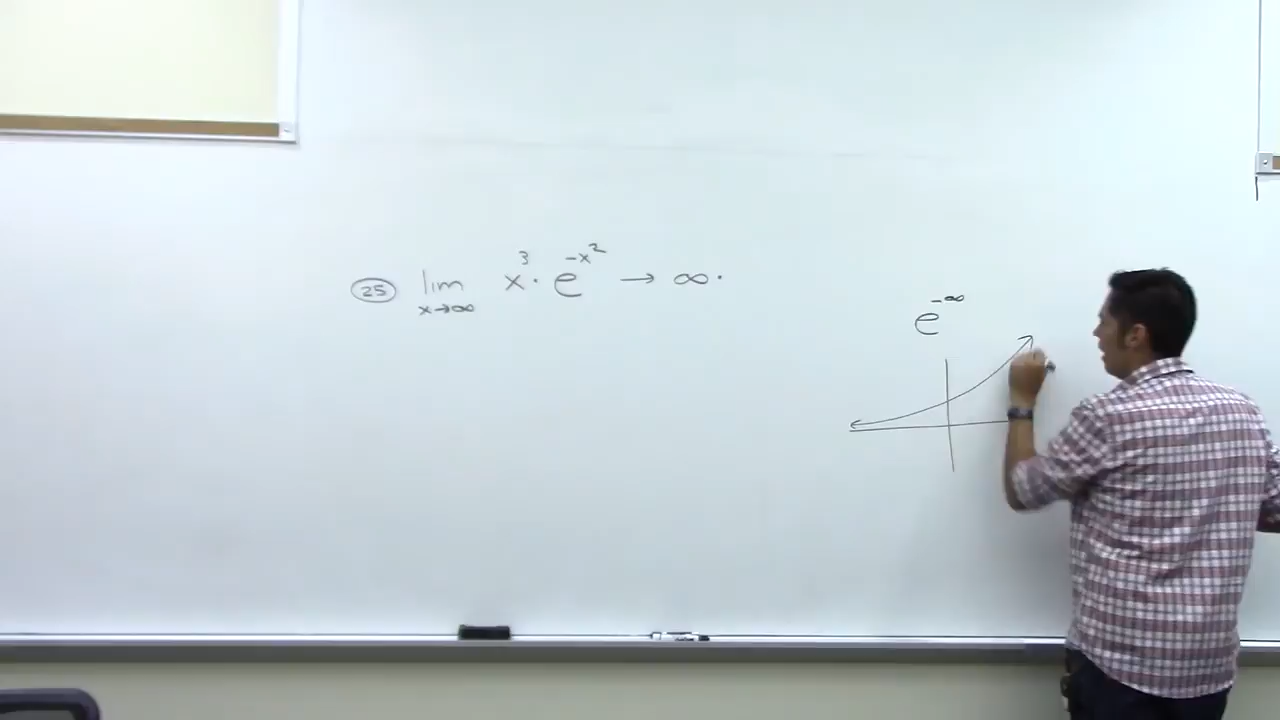 (25) lim x→∞ x³ · e^(-x²) → ∞ ·
e^(-∞)